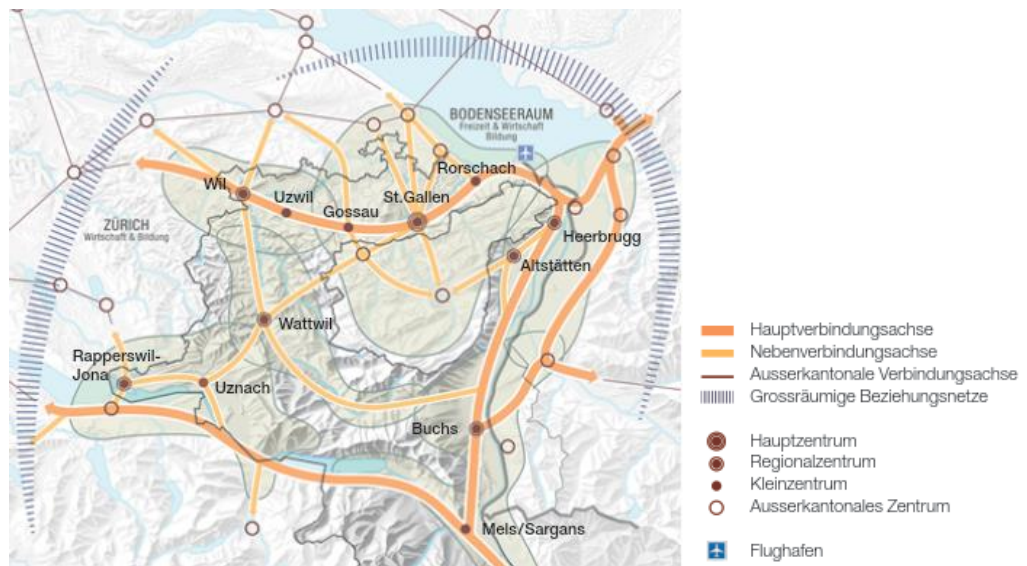 BODENSEERAUM
Freizeit & Wirtschaft
Bildung
Rorschach
Wil
Uzwil
St.Gallen
Gossau
ZÜRICH
Wirtschaft & Bildung
Heerbrugg
Altstätten
Wattwil
Rapperswil-
Jona
Uznach
Buchs
Mels/Sargans
Hauptverbindungsachse
Nebenverbindungsachse
Ausserkantonale Verbindungsachse
Grossräumige Beziehungsnetze
Hauptzentrum
Regionalzentrum
Kleinzentrum
Ausserkantonales Zentrum
Flughafen